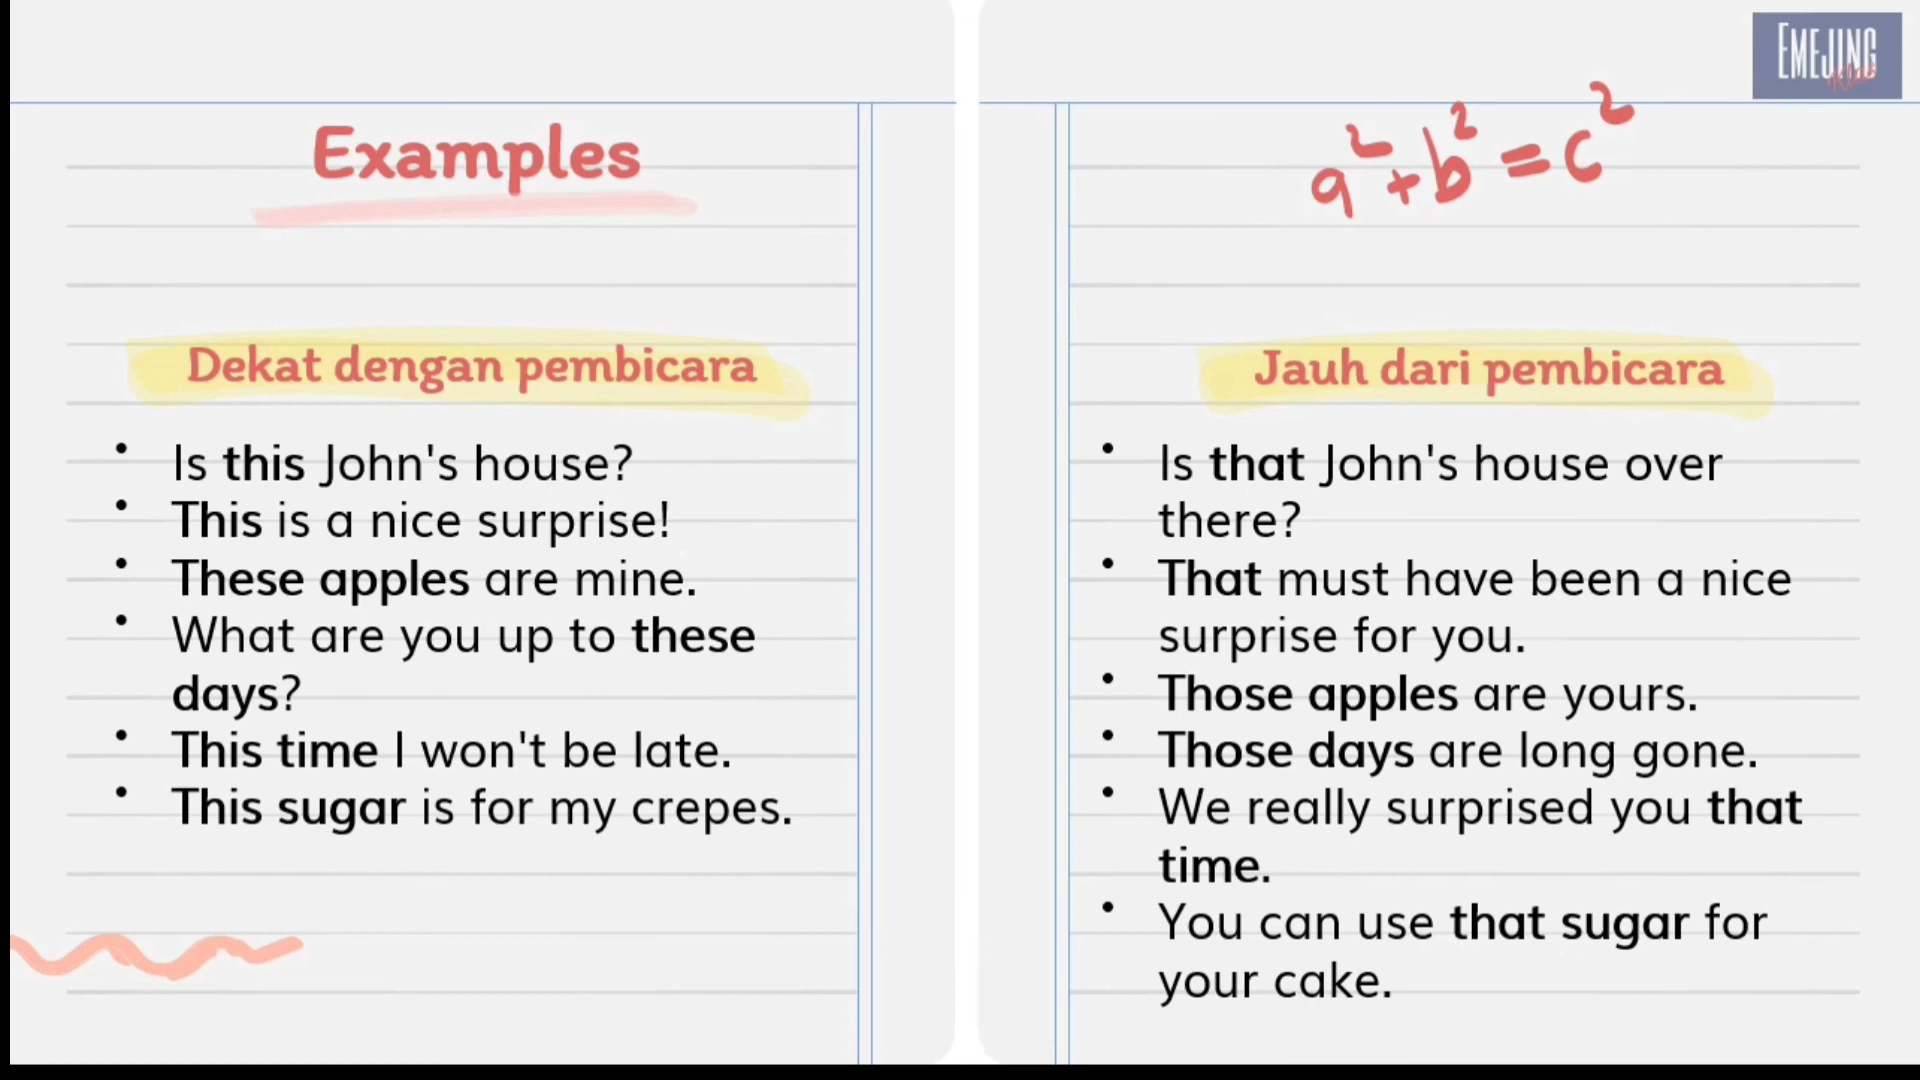 EMEJING
Klas
Examples
a²+b²=c²
Dekat dengan pembicara
• Is this John's house?
• This is a nice surprise!
• These apples are mine.
• What are you up to these
days?
• This time I won't be late.
• This sugar is for my crepes.
Jauh dari pembicara
• Is that John's house over
there?
• That must have been a nice
surprise for you.
• Those apples are yours.
• Those days are long gone.
• We really surprised you that
time.
• You can use that sugar for
your cake.